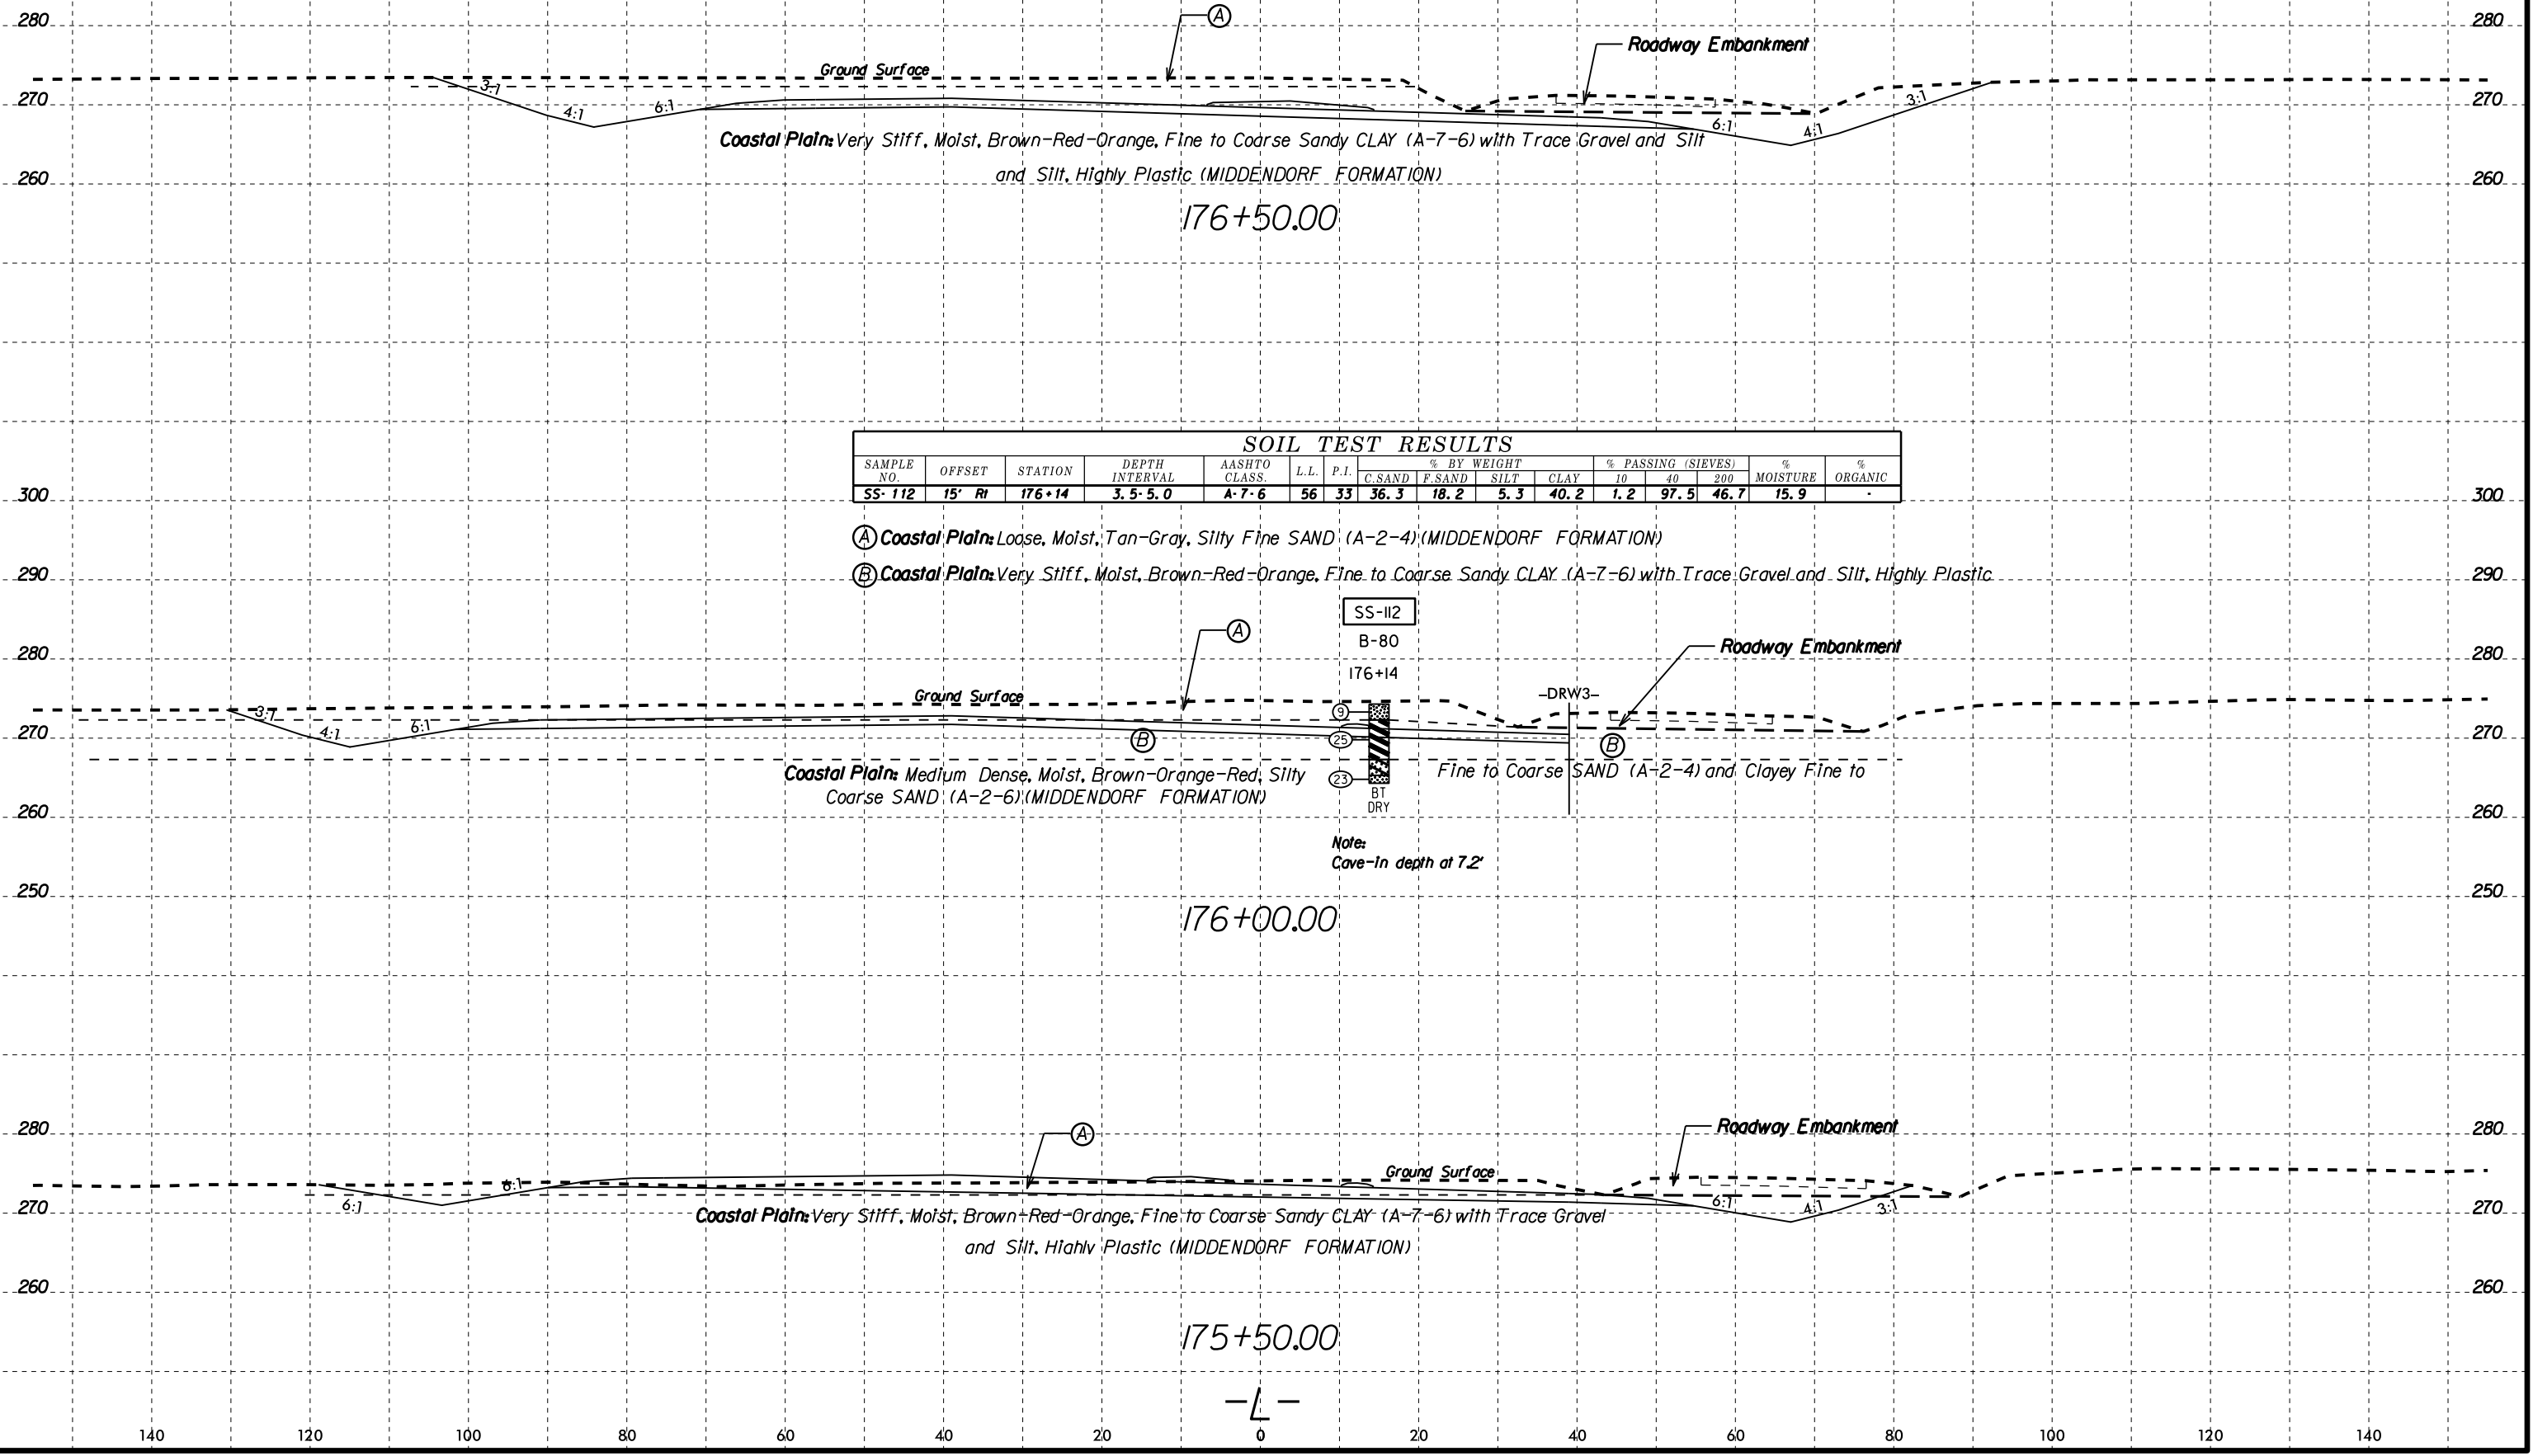 280 280
A
Roadway Embankment
Ground Surface
270 3:1 4:1 6:1 3:1 270
6:1 4:1
Coastal Plain: Very Stiff, Moist, Brown-Red-Orange, Fine to Coarse Sandy CLAY (A-7-6) with Trace Gravel and Silt
and Silt, Highly Plastic (MIDDENDORF FORMATION)
260 260
176+50.00
SOIL TEST RESULTS
SAMPLE NO. OFFSET STATION DEPTH INTERVAL AASHTO CLASS. L.L. P.I. % BY WEIGHT % PASSING (SIEVES) % MOISTURE % ORGANIC
C.SAND F.SAND SILT CLAY 10 40 200
SS-112 15' Rt 176+14 3.5-5.0 A-7-6 56 33 36.3 18.2 5.3 40.2 1.2 97.5 46.7 15.9 -
300 300
A Coastal Plain: Loose, Moist, Tan-Gray, Silty Fine SAND (A-2-4) (MIDDENDORF FORMATION)
B Coastal Plain: Very Stiff, Moist, Brown-Red-Orange, Fine to Coarse Sandy CLAY (A-7-6) with Trace Gravel and Silt, Highly Plastic
290 290
SS-112
A
B-80
Roadway Embankment
280 280
176+14
-DRW3-
Ground Surface
3:1 9
270 4:1 6:1 B 25 B 270
Coastal Plain: Medium Dense, Moist, Brown-Orange-Red, Silty Fine to Coarse SAND (A-2-4) and Clayey Fine to
23
Coarse SAND (A-2-6) (MIDDENDORF FORMATION)
BT
DRY
260 260
Note:
Cave-in depth at 7.2'
250 250
176+00.00
280 A Roadway Embankment 280
Ground Surface
6:1
6:1 6:1 4:1 3:1
270 270
Coastal Plain: Very Stiff, Moist, Brown-Red-Orange, Fine to Coarse Sandy CLAY (A-7-6) with Trace Gravel
and Silt, Highly Plastic (MIDDENDORF FORMATION)
260 260
175+50.00
-L-
140 120 100 80 60 40 20 0 20 40 60 80 100 120 140